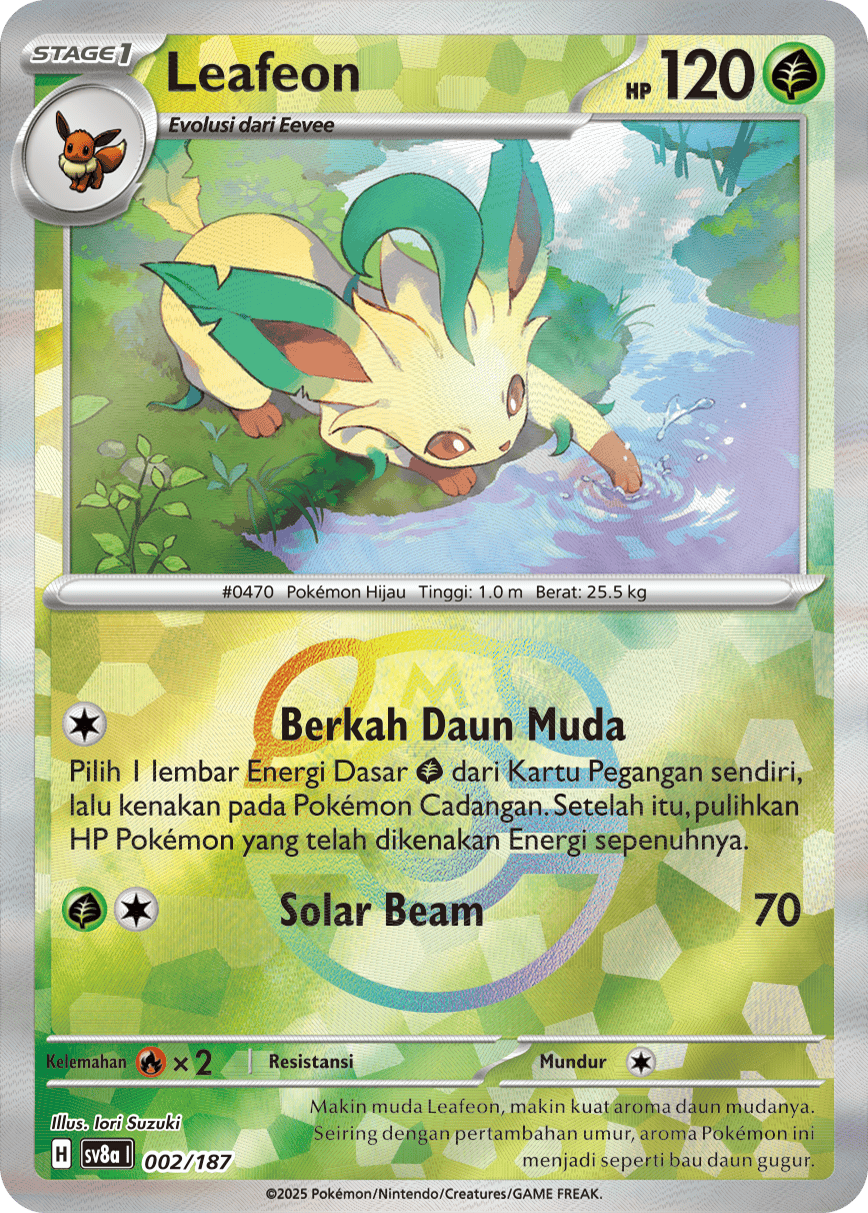 STAGE 1
Leafeon
HP 120
Evolusi dari Eevee
#0470 Pokémon Hijau Tinggi: 1.0 m Berat: 25.5 kg
M
Berkah Daun Muda
Pilih 1 lembar Energi Dasar dari Kartu Pegangan sendiri,
lalu kenakan pada Pokémon Cadangan. Setelah itu, pulihkan
HP Pokémon yang telah dikenakan Energi sepenuhnya.
Solar Beam 70
Kelemahan × 2 Resistansi Mundur
Illus. Iori Suzuki
H sv8a I 002/187
Makin muda Leafeon, makin kuat aroma daun mudanya.
Seiring dengan pertambahan umur, aroma Pokémon ini
menjadi seperti bau daun gugur.
©2025 Pokémon/Nintendo/Creatures/GAME FREAK.